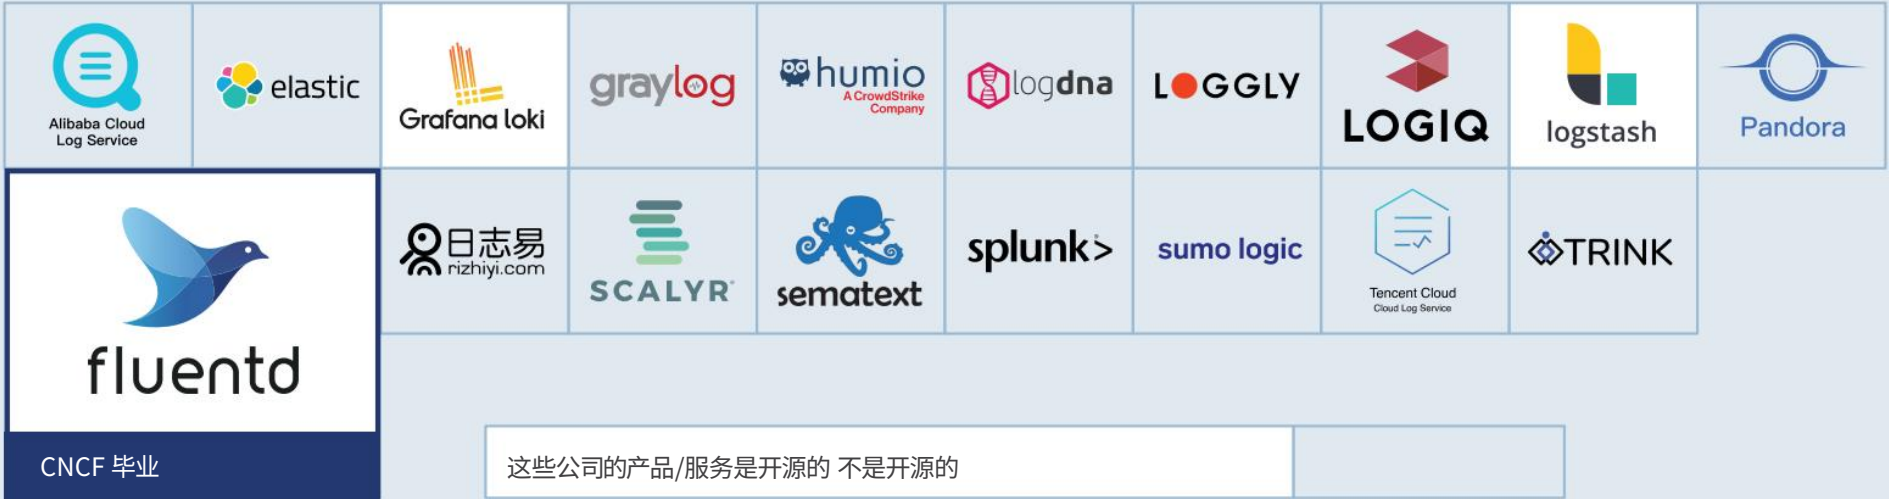 Alibaba Cloud
Log Service
elastic
Grafana loki
graylog
humio
A CrowdStrike
Company
logdna
LOGGLY
LOGIQ
logstash
Pandora
fluentd
日志易
rizhiyi.com
SCALYR
sematext
splunk>
sumo logic
Tencent Cloud
Cloud Log Service
TRINK
CNCF 毕业
这些公司的产品/服务是开源的 不是开源的